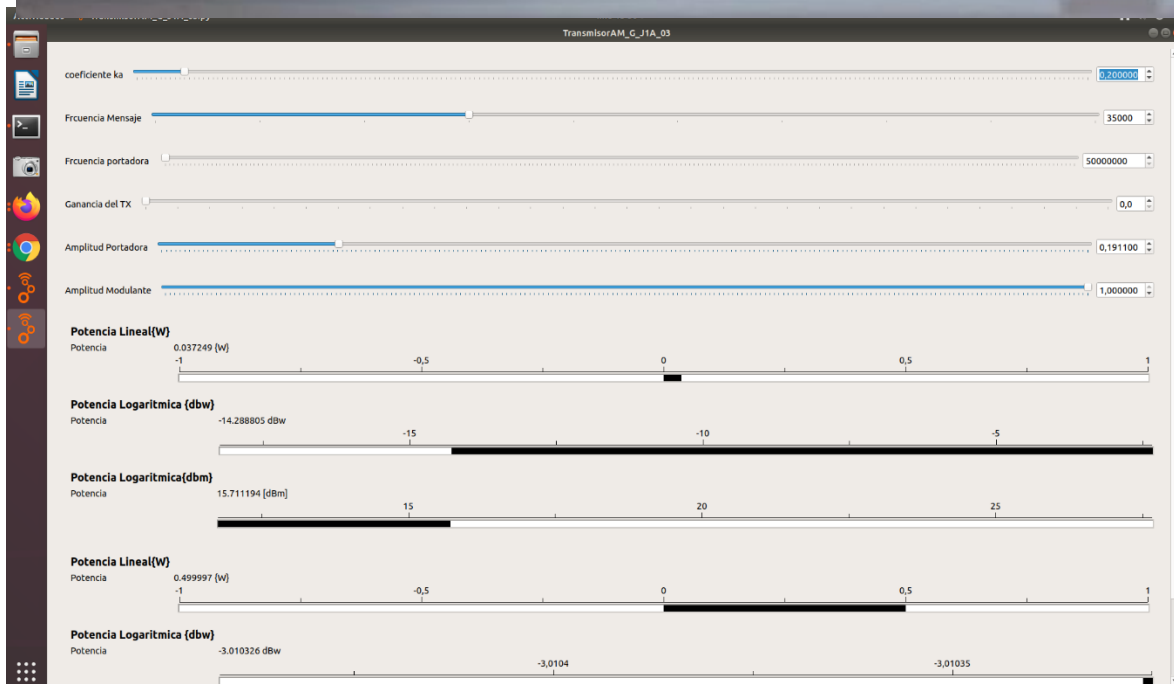 TransmisorAM_G_J1A_03
coeficiente ka 0,200000
Frcuencia Mensaje 35000
Frcuencia portadora 50000000
Ganancia del TX 0,0
Amplitud Portadora 0,191100
Amplitud Modulante 1,000000
Potencia Lineal{W}
Potencia 0.037249 {W}
-1 -0,5 0 0,5 1
Potencia Logaritmica {dbw}
Potencia -14.288805 dBw
-15 -10 -5
Potencia Logaritmica{dbm}
Potencia 15.711194 [dBm]
15 20 25
Potencia Lineal{W}
Potencia 0.499997 {W}
-1 -0,5 0 0,5 1
Potencia Logaritmica {dbw}
Potencia -3.010326 dBw
-3,0104 -3,01035